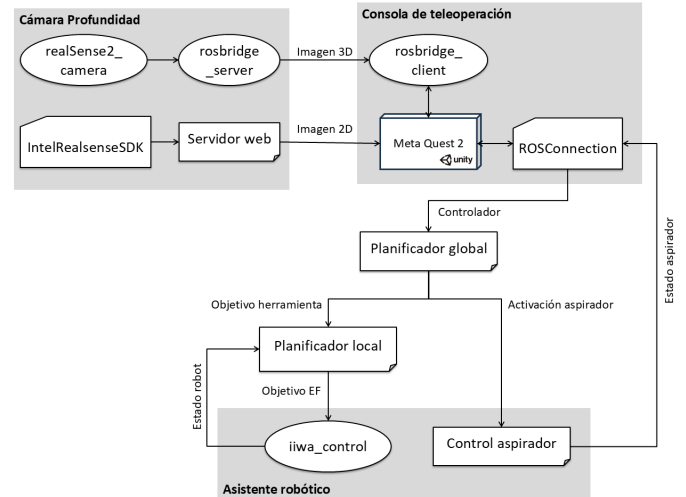 Cámara Profundidad
Consola de teleoperación
realSense2_
camera
rosbridge
_server
Imagen 3D
rosbridge_
client
IntelRealsenseSDK
Servidor web
Imagen 2D
Meta Quest 2
unity
ROSConnection
Controlador
Planificador global
Estado aspirador
Objetivo herramienta
Activación aspirador
Planificador local
Estado robot
Objetivo EF
iiwa_control
Control aspirador
Asistente robótico